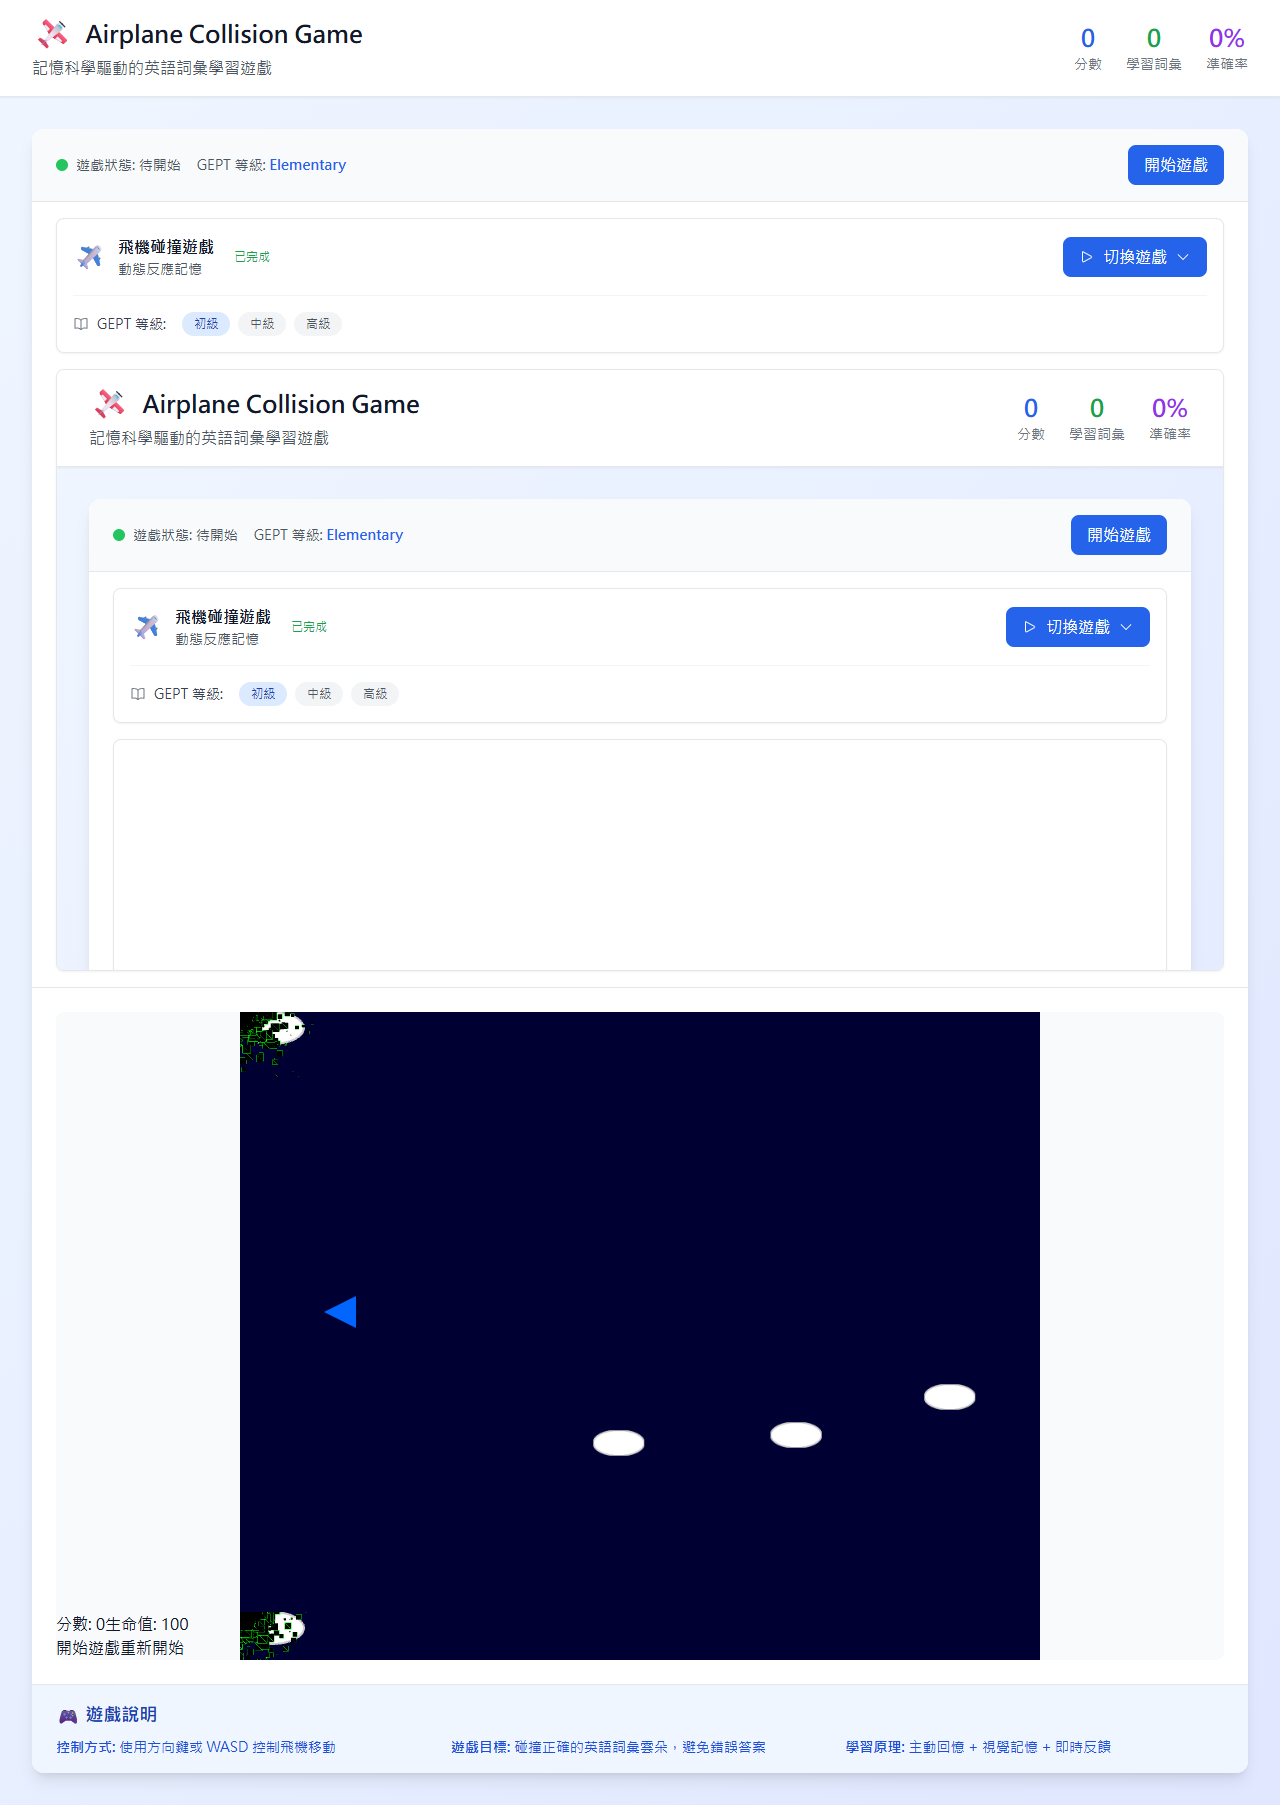 Airplane Collision Game
記憶科學驅動的英語詞彙學習遊戲
0 0 0%
分數 學習詞彙 準確率
遊戲狀態: 待開始 GEPT 等級: Elementary 開始遊戲
飛機碰撞遊戲
動態反應記憶
已完成
切換遊戲
GEPT 等級: 初級 中級 高級
Airplane Collision Game
記憶科學驅動的英語詞彙學習遊戲
0 0 0%
分數 學習詞彙 準確率
遊戲狀態: 待開始 GEPT 等級: Elementary 開始遊戲
飛機碰撞遊戲
動態反應記憶
已完成
切換遊戲
GEPT 等級: 初級 中級 高級
分數: 0生命值: 100
開始遊戲重新開始
遊戲說明
控制方式: 使用方向鍵或 WASD 控制飛機移動 遊戲目標: 碰撞正確的英語詞彙雲朵，避免錯誤答案 學習原理: 主動回憶 + 視覺記憶 + 即時反饋